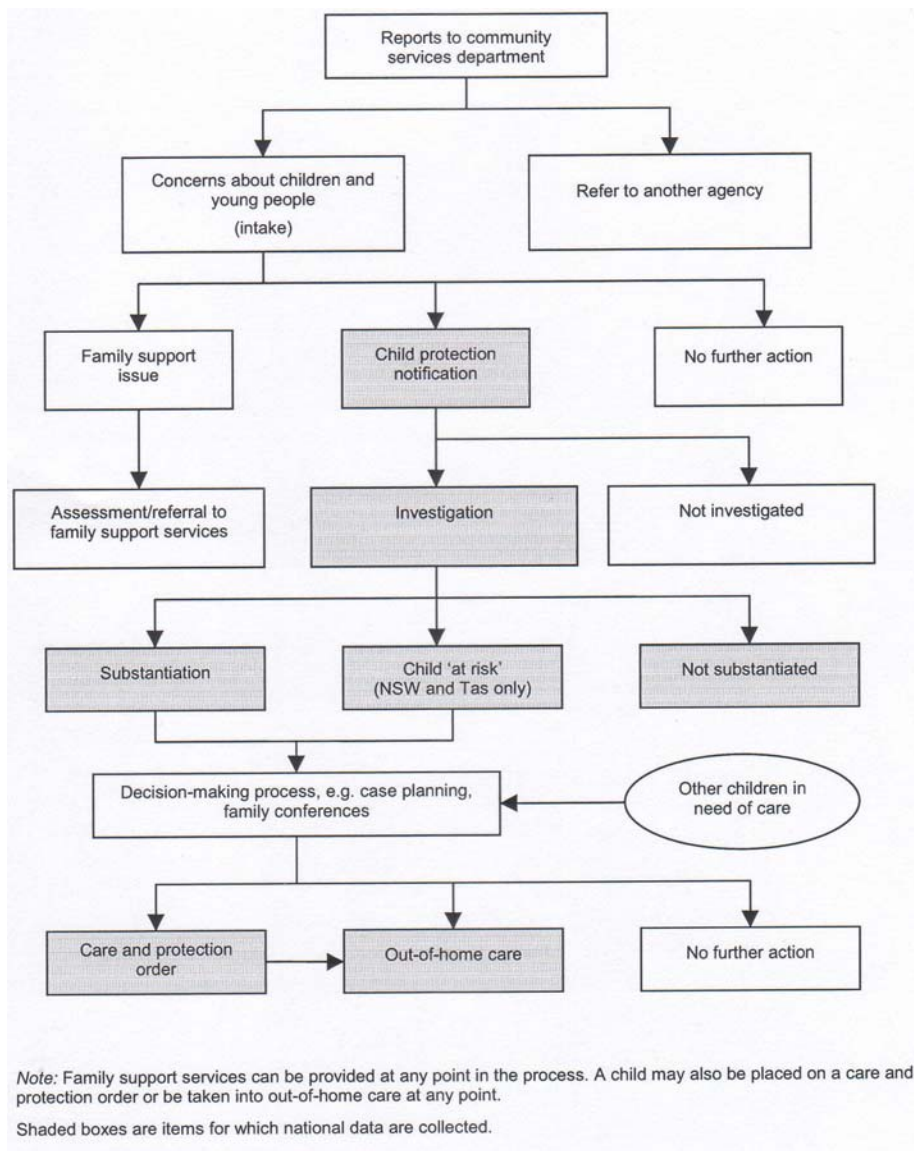 Reports to community
services department
Concerns about children and
young people
(intake)
Refer to another agency
Family support
issue
Child protection
notification
No further action
Assessment/referral to
family support services
Investigation
Not investigated
Substantiation
Child ‘at risk’
(NSW and Tas only)
Not substantiated
Decision-making process, e.g. case planning,
family conferences
Other children in
need of care
Care and protection
order
Out-of-home care
No further action
Note: Family support services can be provided at any point in the process. A child may also be placed on a care and
protection order or be taken into out-of-home care at any point.
Shaded boxes are items for which national data are collected.